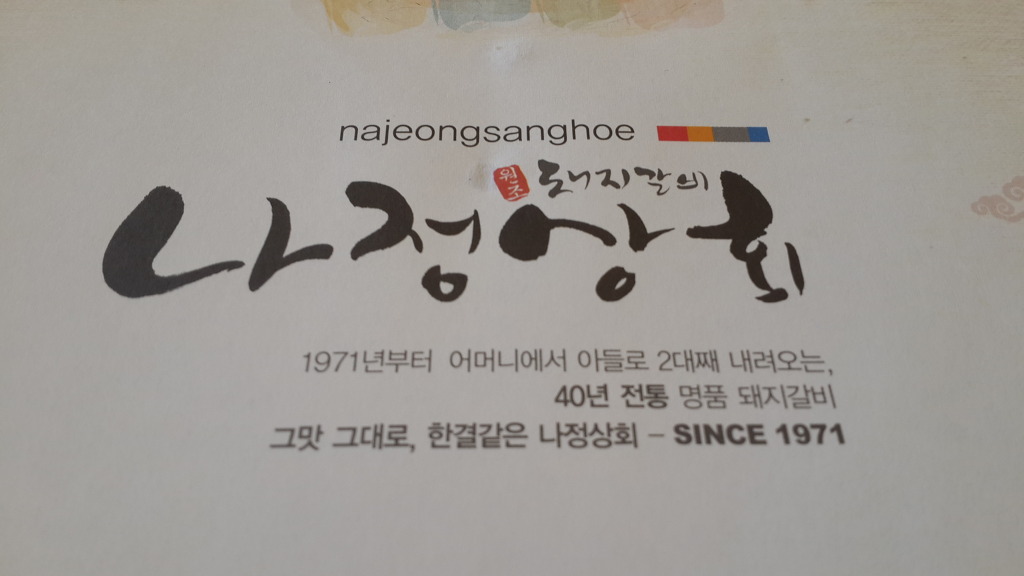 najeongsanghoe
원조 돼지갈비
나정상회
1971년부터 어머니에서 아들로 2대째 내려오는,
40년 전통 명품 돼지갈비
그맛 그대로, 한결같은 나정상회 – SINCE 1971